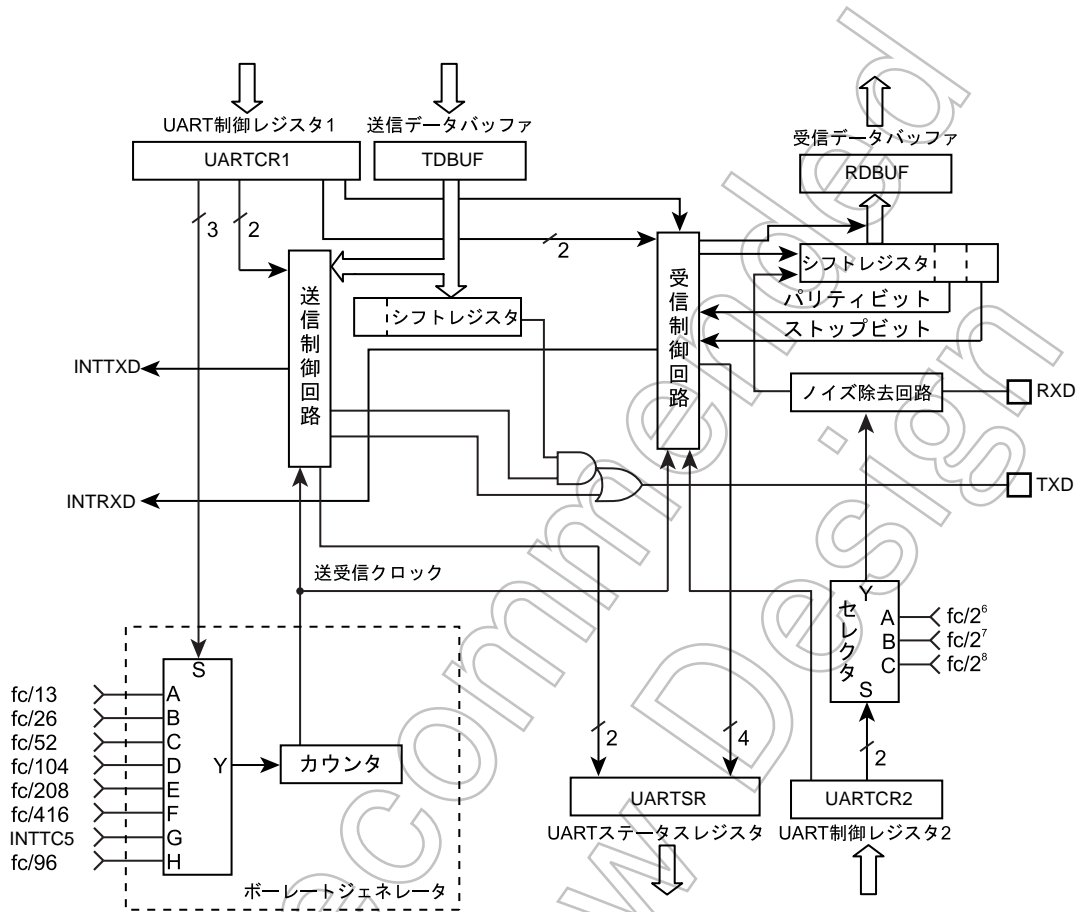 UART制御レジスタ1
送信データバッファ
受信データバッファ
UARTCR1
TDBUF
RDBUF
3
2
2
シフトレジスタ
送信制御回路
受信制御回路
シフトレジスタ
パリティビット
ストップビット
INTTXD
ノイズ除去回路
RXD
INTRXD
TXD
送受信クロック
セレクタ
Y
A
B
C
S
fc/2⁶
fc/2⁷
fc/2⁸
S
fc/13
A
fc/26
B
fc/52
C
fc/104
D
Y
カウンタ
fc/208
E
fc/416
F
INTTC5
G
fc/96
H
ボーレートジェネレータ
2
4
2
UARTSR
UARTCR2
UARTステータスレジスタ
UART制御レジスタ2
ecommended
w Design